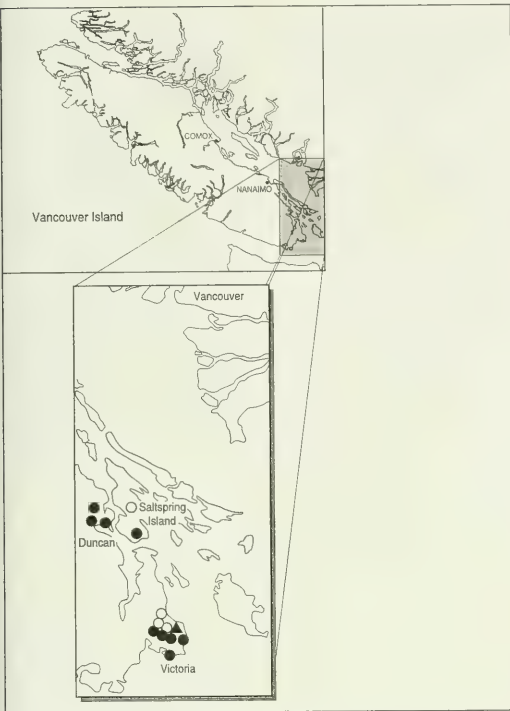 COMOX
NANAIMO
Vancouver Island
Vancouver
Saltspring
Island
Duncan
Victoria